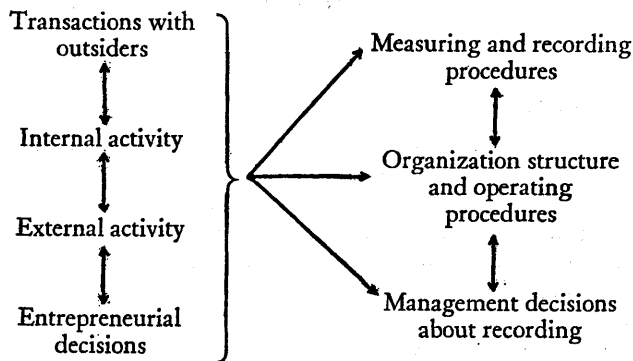 Transactions with
outsiders
Internal activity
External activity
Entrepreneurial
decisions
Measuring and recording
procedures
Organization structure
and operating
procedures
Management decisions
about recording